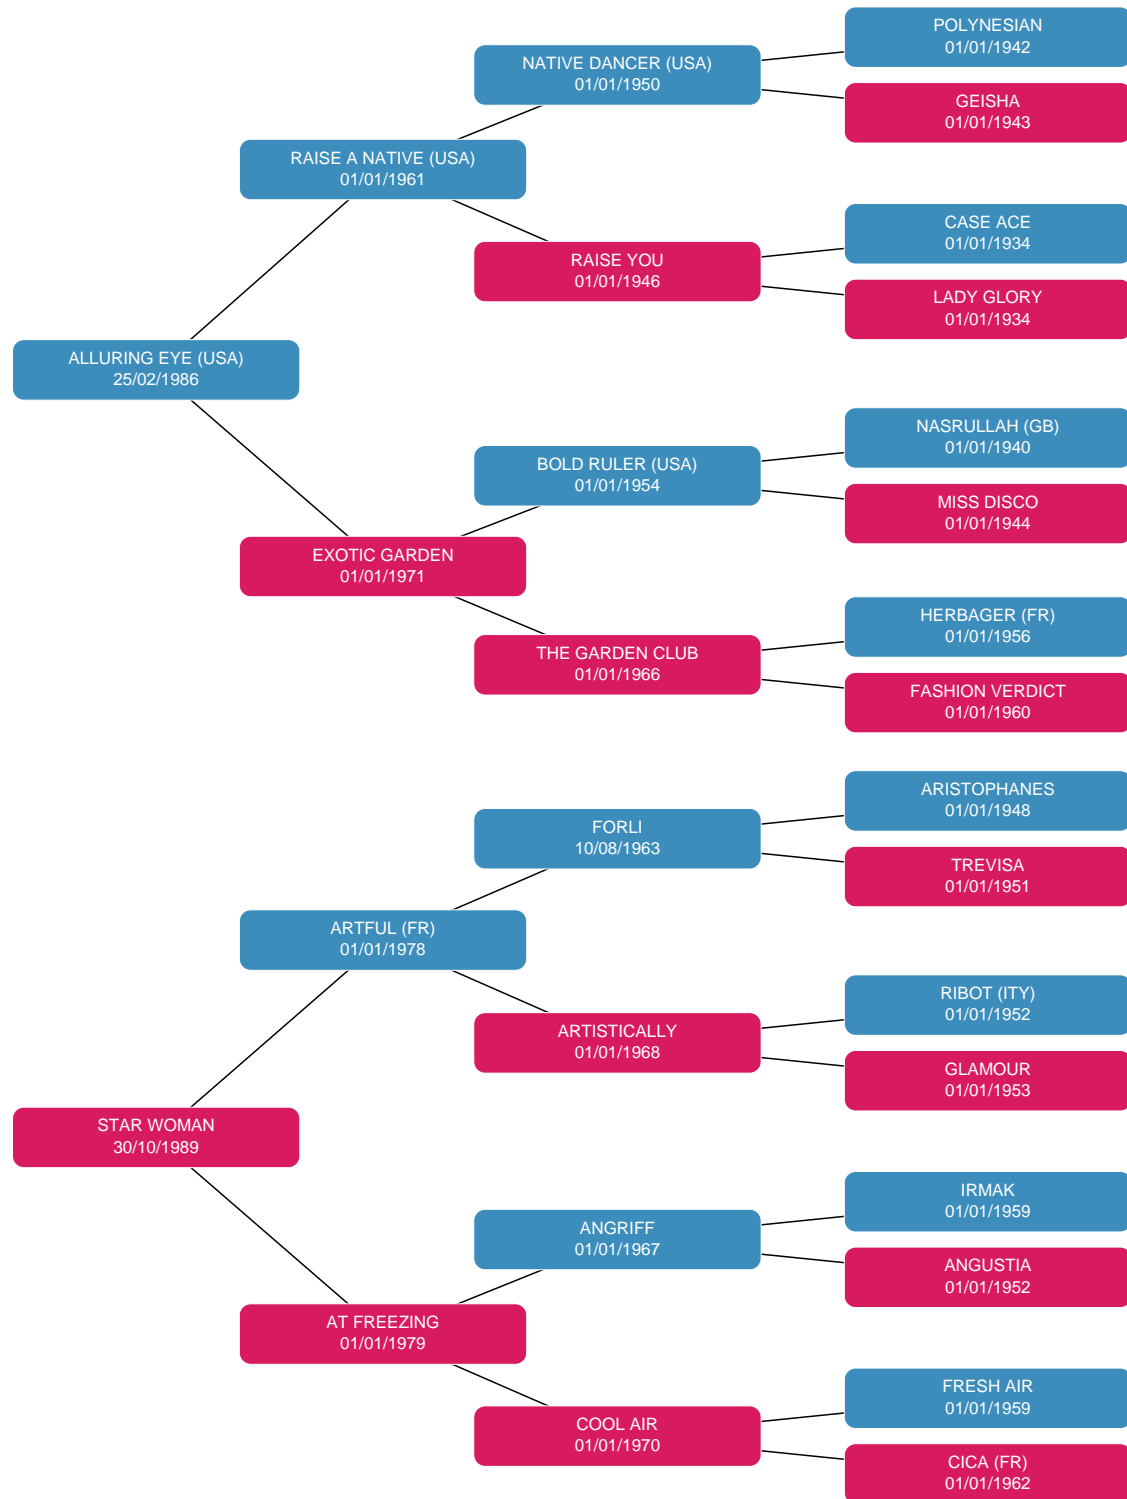 POLYNESIAN
01/01/1942
NATIVE DANCER (USA)
01/01/1950
GEISHA
01/01/1943
RAISE A NATIVE (USA)
01/01/1961
CASE ACE
01/01/1934
RAISE YOU
01/01/1946
LADY GLORY
01/01/1934
ALLURING EYE (USA)
25/02/1986
NASRULLAH (GB)
01/01/1940
BOLD RULER (USA)
01/01/1954
MISS DISCO
01/01/1944
EXOTIC GARDEN
01/01/1971
HERBAGER (FR)
01/01/1956
THE GARDEN CLUB
01/01/1966
FASHION VERDICT
01/01/1960
ARISTOPHANES
01/01/1948
FORLI
10/08/1963
TREVISA
01/01/1951
ARTFUL (FR)
01/01/1978
RIBOT (ITY)
01/01/1952
ARTISTICALLY
01/01/1968
GLAMOUR
01/01/1953
STAR WOMAN
30/10/1989
IRMAK
01/01/1959
ANGRIFF
01/01/1967
ANGUSTIA
01/01/1952
AT FREEZING
01/01/1979
FRESH AIR
01/01/1959
COOL AIR
01/01/1970
CICA (FR)
01/01/1962